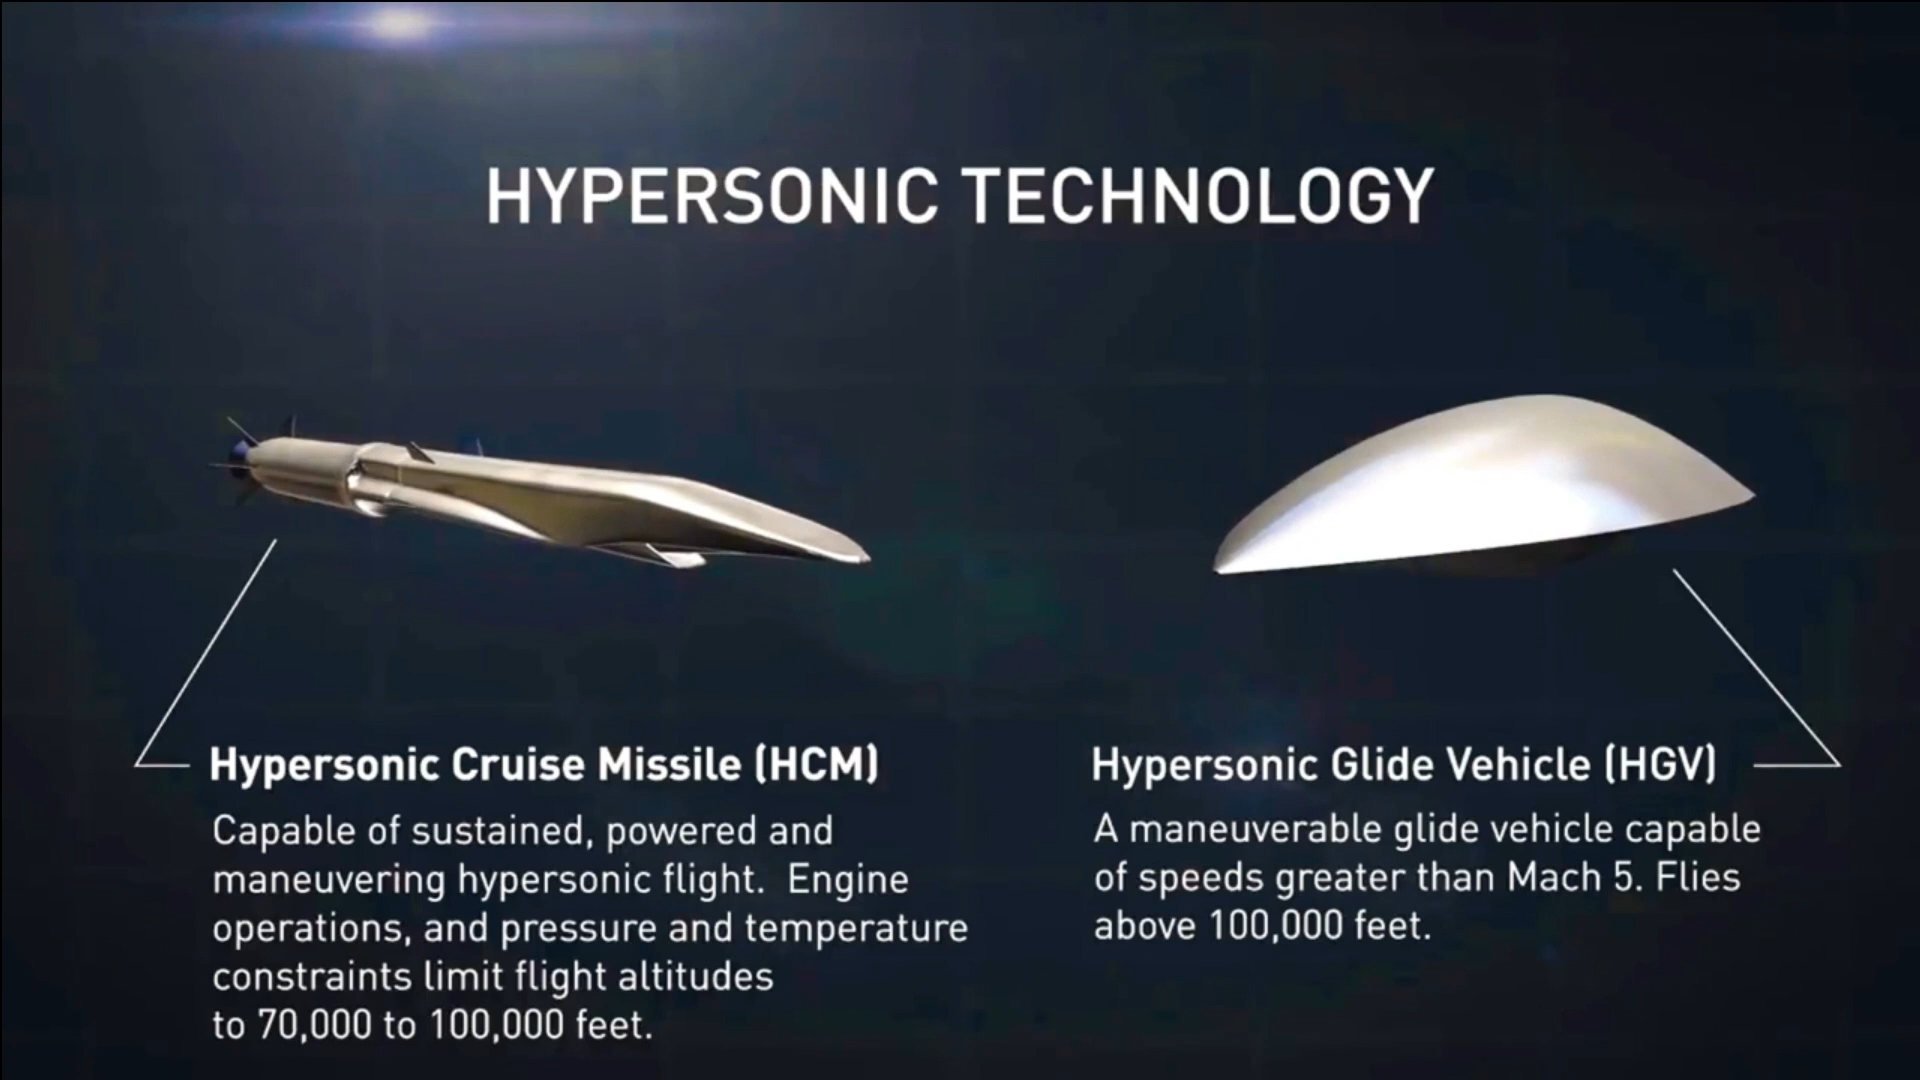 HYPERSONIC TECHNOLOGY
Hypersonic Cruise Missile (HCM)
Capable of sustained, powered and
maneuvering hypersonic flight.  Engine
operations, and pressure and temperature
constraints limit flight altitudes
to 70,000 to 100,000 feet.
Hypersonic Glide Vehicle (HGV)
A maneuverable glide vehicle capable
of speeds greater than Mach 5. Flies
above 100,000 feet.